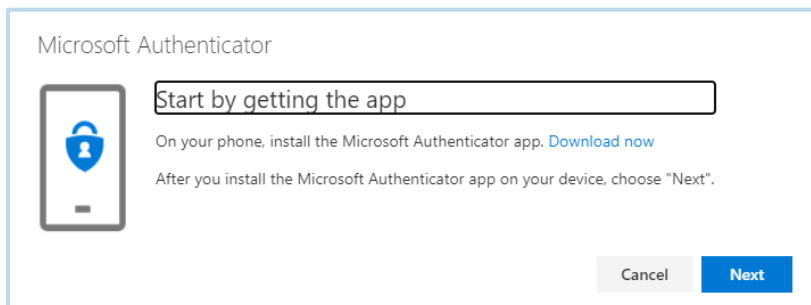 Microsoft Authenticator
Start by getting the app
On your phone, install the Microsoft Authenticator app. Download now
After you install the Microsoft Authenticator app on your device, choose "Next".
Cancel
Next